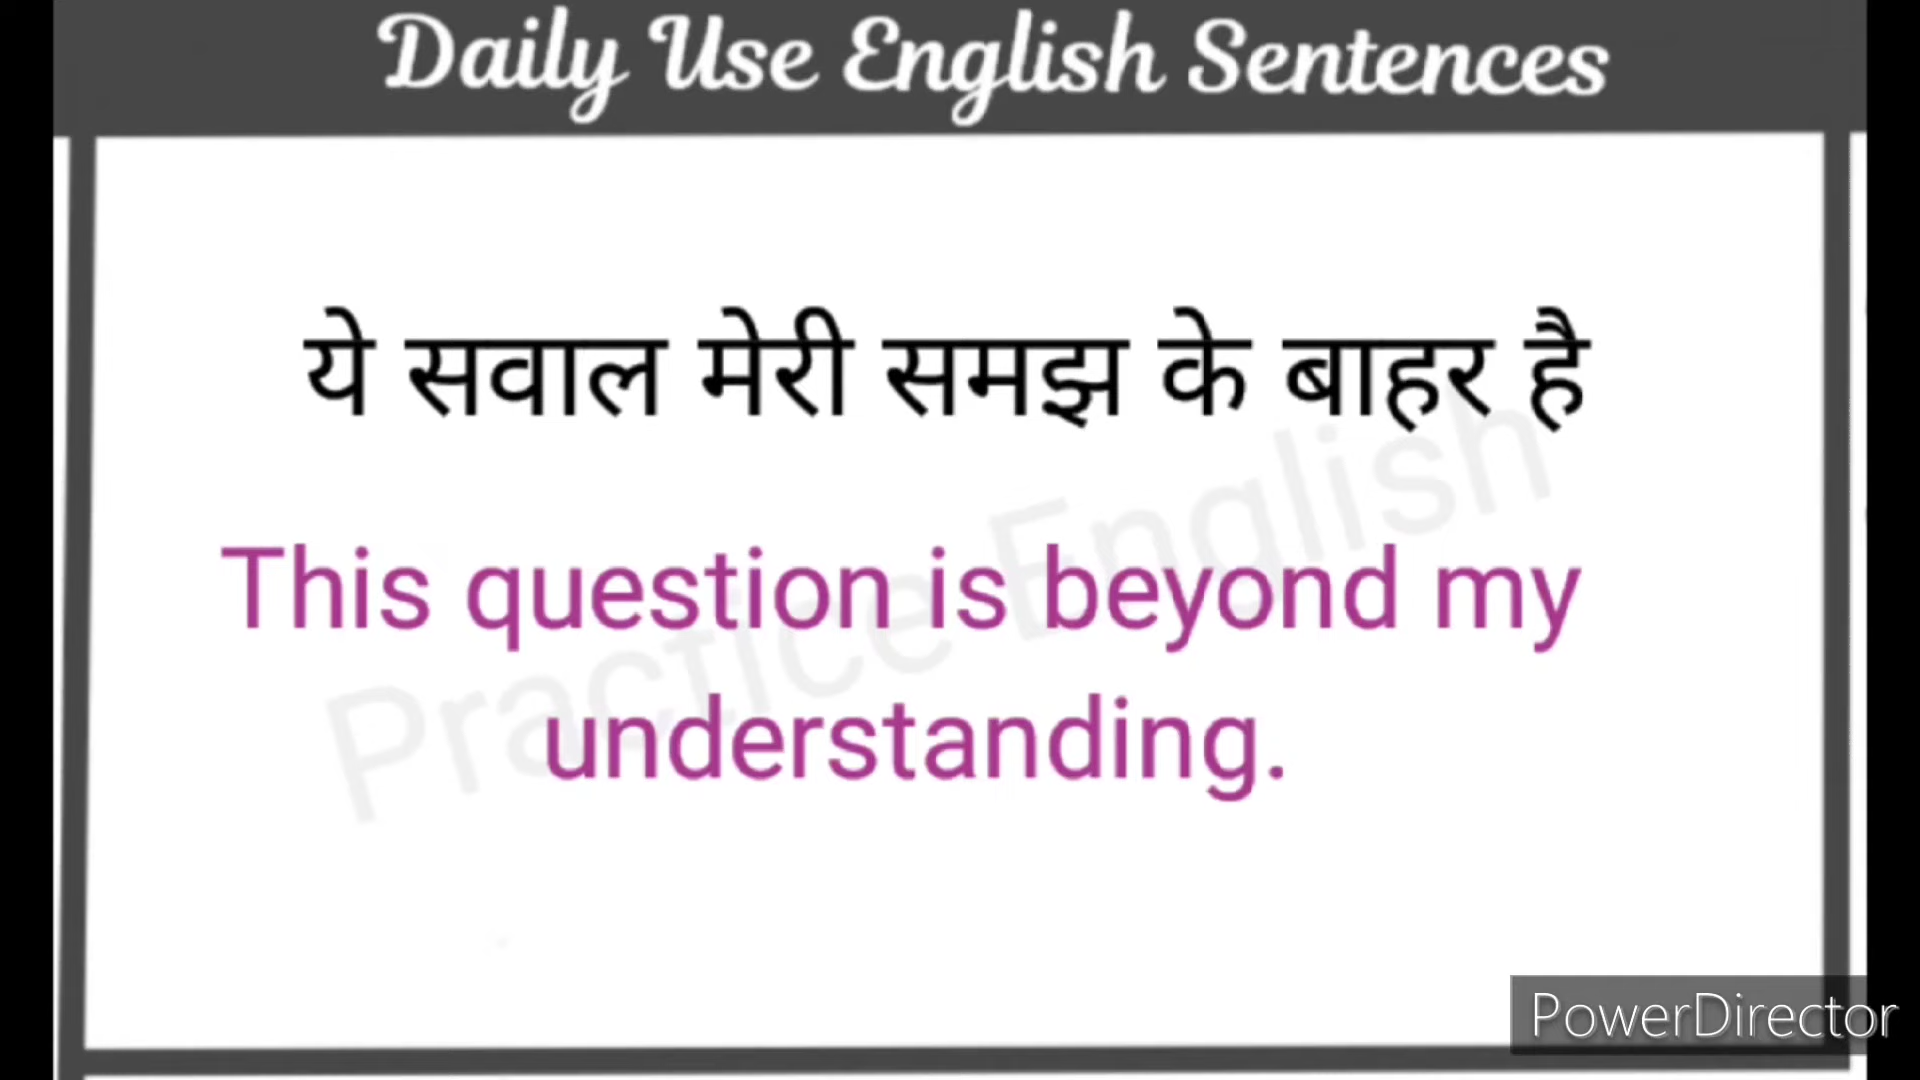 Daily Use English Sentences
ये सवाल मेरी समझ के बाहर है
This question is beyond my
understanding.
Practice English
PowerDirector